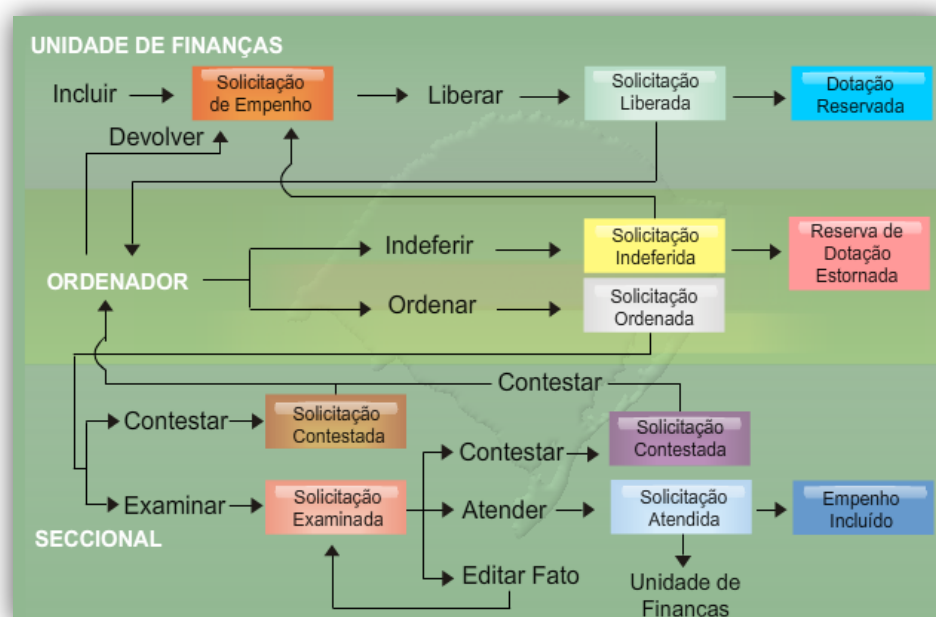 UNIDADE DE FINANÇAS
Incluir
Solicitação
de Empenho
Liberar
Solicitação
Liberada
Dotação
Reservada
Devolver
ORDENADOR
Indeferir
Solicitação
Indeferida
Reserva de
Dotação
Estornada
Ordenar
Solicitação
Ordenada
Contestar
Contestar
Solicitação
Contestada
Contestar
Solicitação
Contestada
Examinar
Solicitação
Examinada
Atender
Solicitação
Atendida
Empenho
Incluído
SECCIONAL
Editar Fato
Unidade de
Finanças